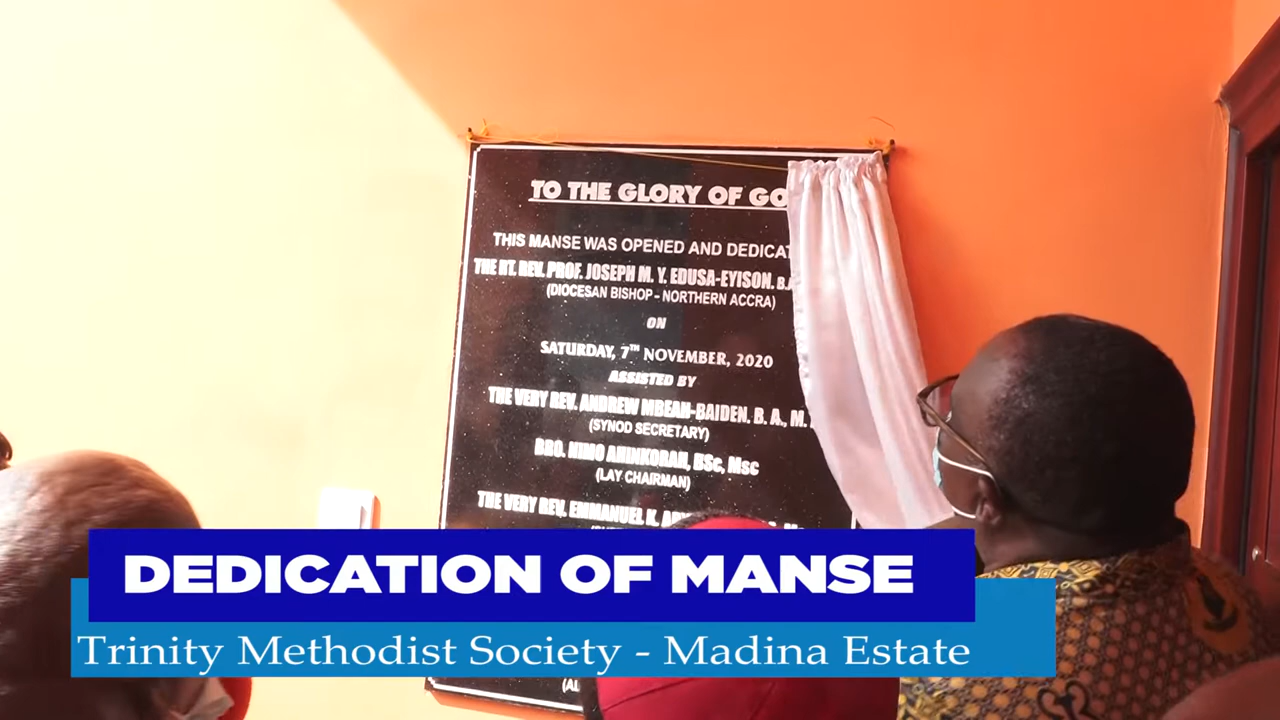 TO THE GLORY OF GO
THIS MANSE WAS OPENED AND DEDICAT
THE RT. REV. PROF. JOSEPH M. Y. EDUSA-EYISON. B.A
(DIOCESAN BISHOP - NORTHERN ACCRA)
ON
SATURDAY, 7TH NOVEMBER, 2020
ASSISTED BY
THE VERY REV. ANDREW MBEAH-BAIDEN. B. A., M.
(SYNOD SECRETARY)
BRO. NIMO AHINKORAH, BSc, Msc
(LAY CHAIRMAN)
THE VERY REV. EMMANUEL K.
DEDICATION OF MANSE
Trinity Methodist Society - Madina Estate